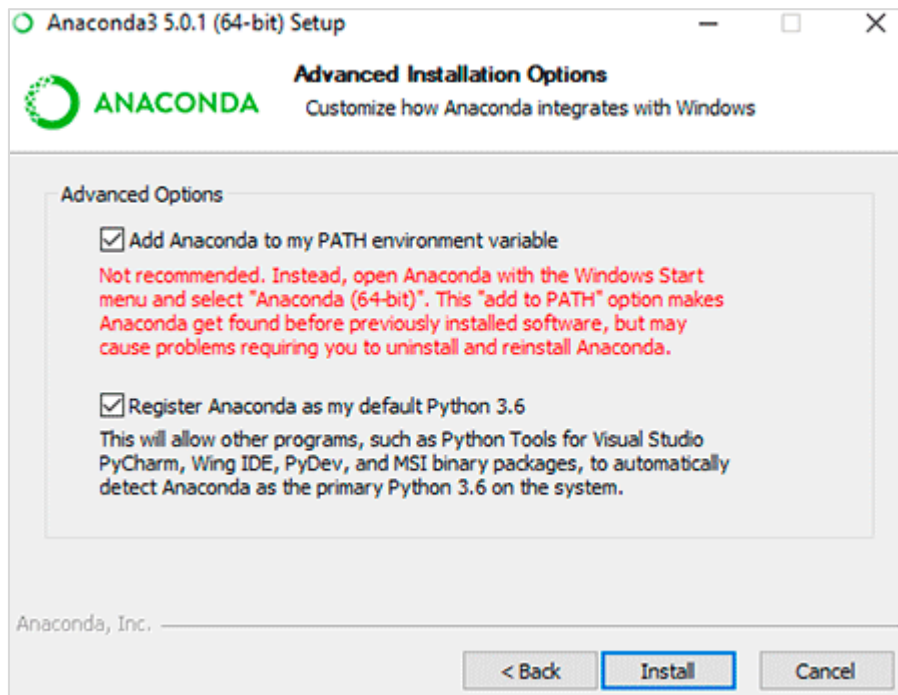 Anaconda3 5.0.1 (64-bit) Setup
ANACONDA
Advanced Installation Options
Customize how Anaconda integrates with Windows
Advanced Options
Add Anaconda to my PATH environment variable
Not recommended. Instead, open Anaconda with the Windows Start
menu and select "Anaconda (64-bit)". This "add to PATH" option makes
Anaconda get found before previously installed software, but may
cause problems requiring you to uninstall and reinstall Anaconda.
Register Anaconda as my default Python 3.6
This will allow other programs, such as Python Tools for Visual Studio
PyCharm, Wing IDE, PyDev, and MSI binary packages, to automatically
detect Anaconda as the primary Python 3.6 on the system.
Anaconda, Inc.
< Back
Install
Cancel